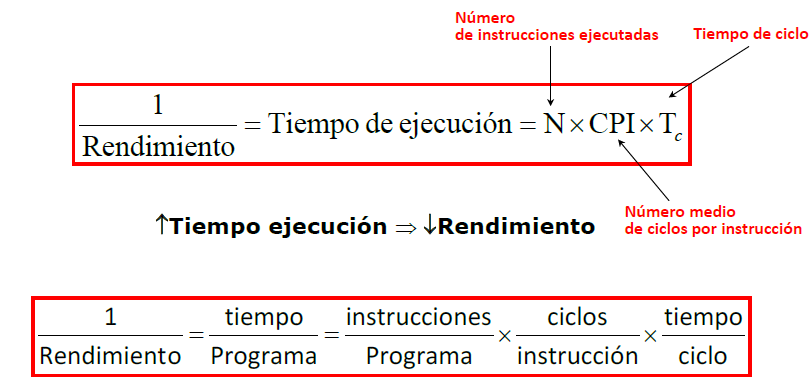 Número
de instrucciones ejecutadas
Tiempo de ciclo
1
Rendimiento
= Tiempo de ejecución = N × CPI × Tc
Número medio
de ciclos por instrucción
↑Tiempo ejecución ⇒ ↓Rendimiento
1/Rendimiento = tiempo/Programa = instrucciones/Programa × ciclos/instrucción × tiempo/ciclo